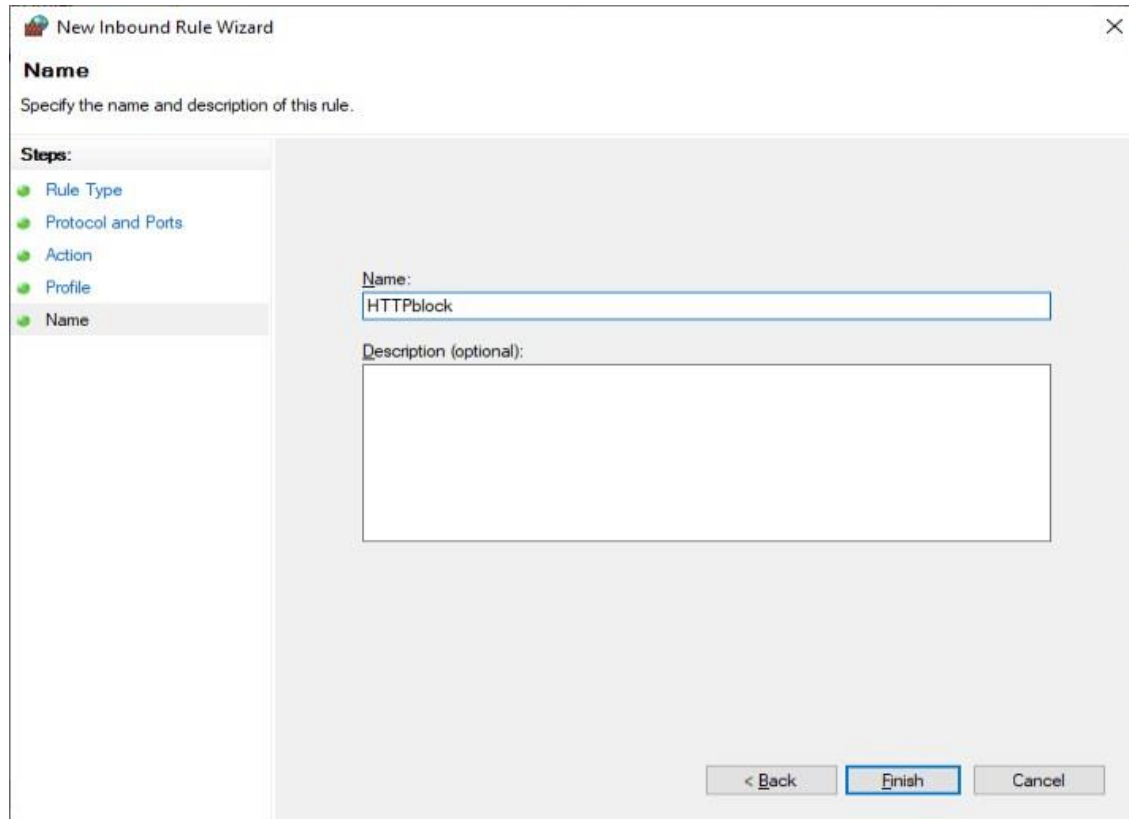 New Inbound Rule Wizard
Name
Specify the name and description of this rule.
Steps:
Rule Type
Protocol and Ports
Action
Profile
Name
Name:
HTTPblock
Description (optional):
< Back
Finish
Cancel